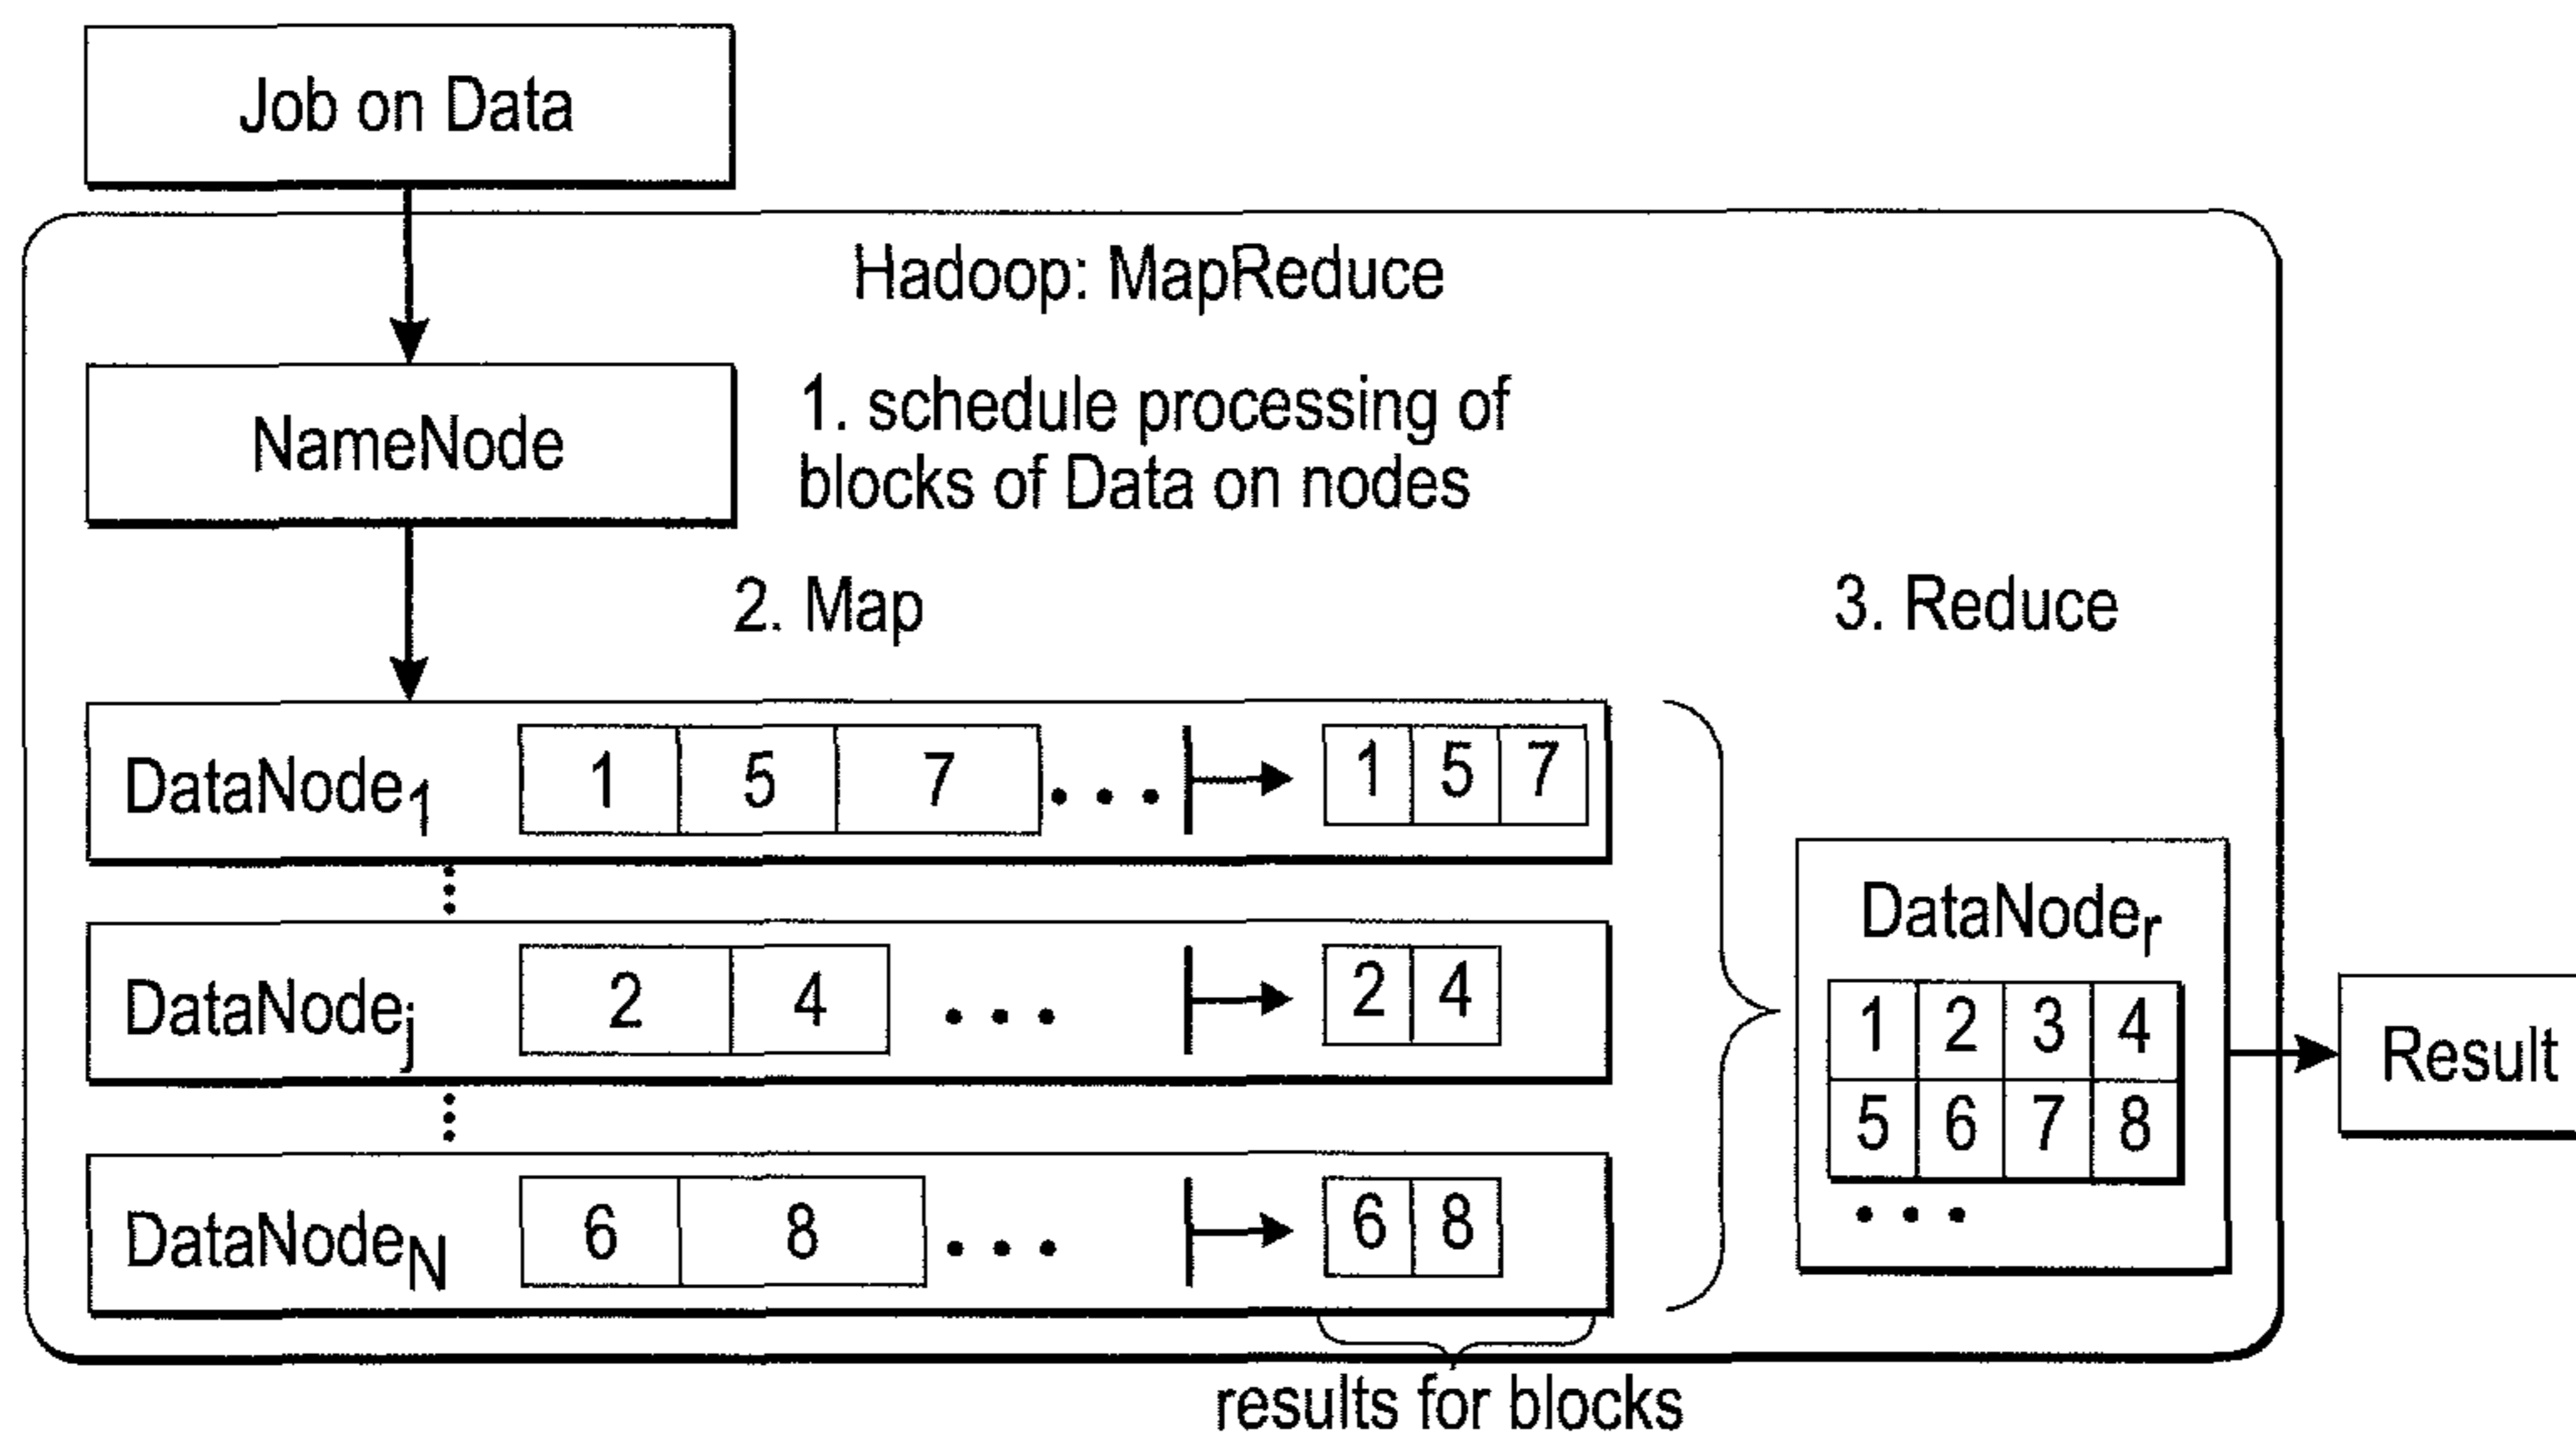 Job on Data
Hadoop: MapReduce
NameNode
1. schedule processing of
blocks of Data on nodes
2. Map
3. Reduce
DataNode1 1 5 7 ... 1 5 7
DataNodej 2 4 ... 2 4
DataNodeN 6 8 ... 6 8
DataNoder
1 2 3 4
5 6 7 8
...
Result
results for blocks